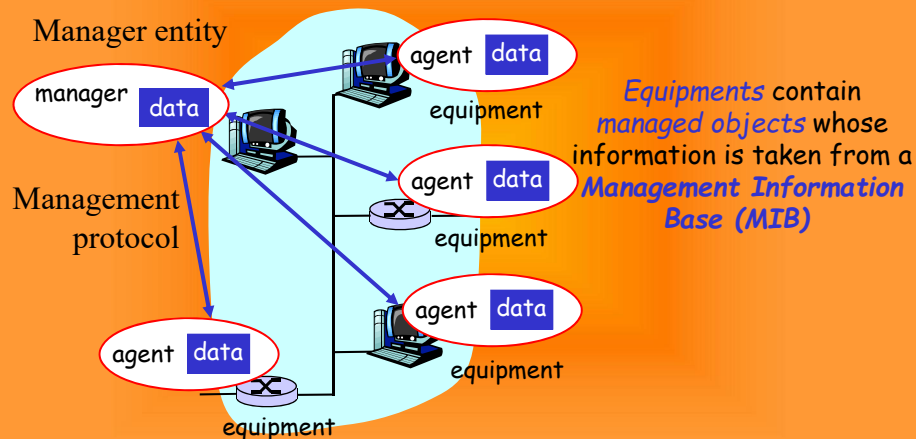 Manager entity
agent data
equipment
manager
data
Equipments contain
managed objects whose
information is taken from a
Management Information
Base (MIB)
agent data
equipment
Management
protocol
agent data
equipment
agent data
equipment